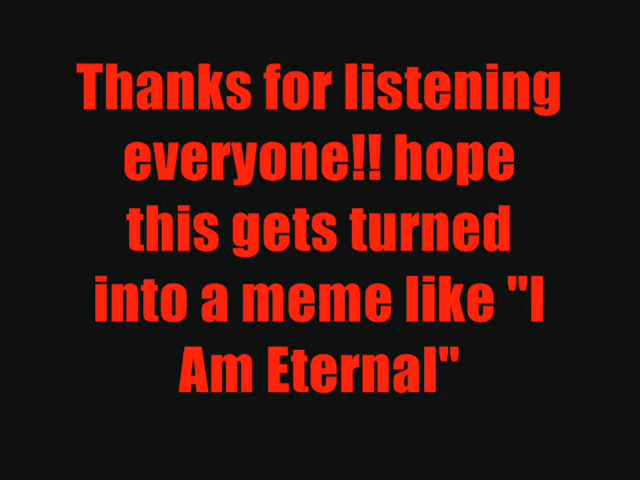 Thanks for listening
everyone!! hope
this gets turned
into a meme like "I
Am Eternal"